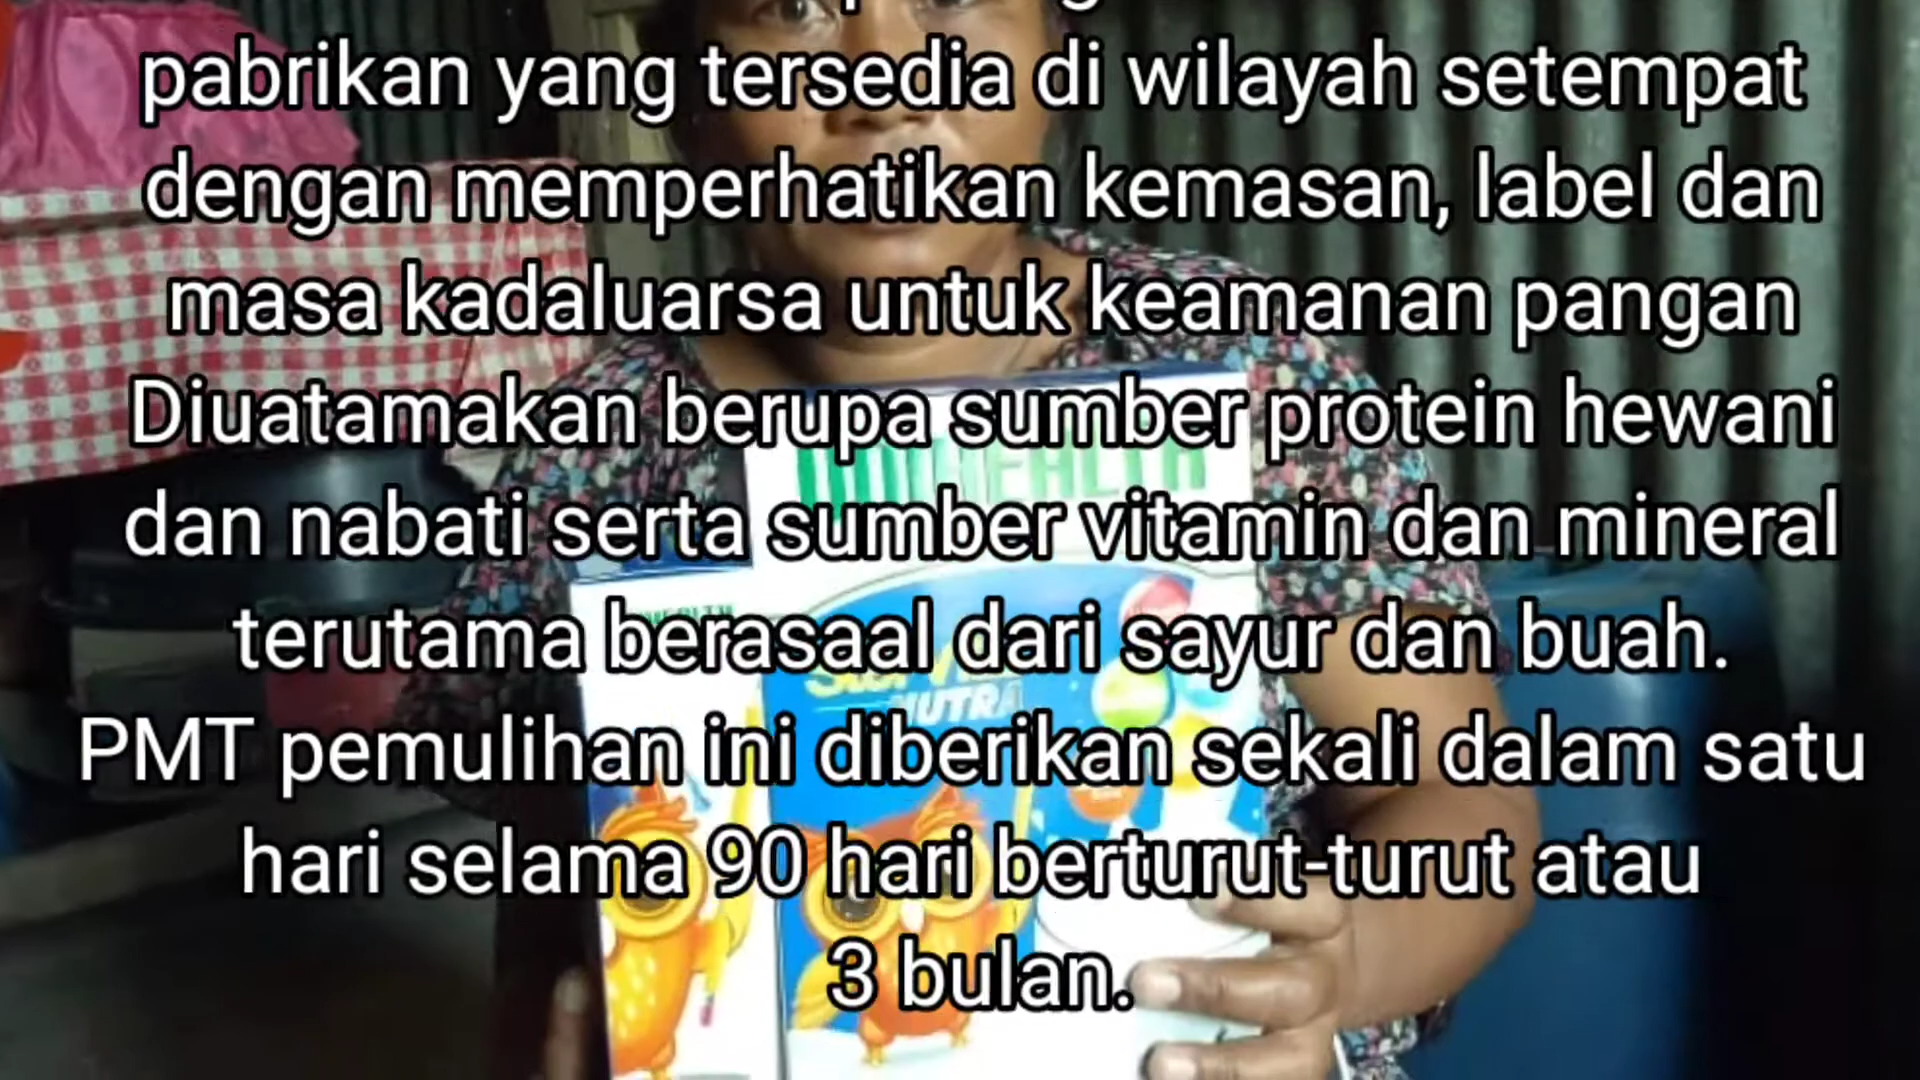 pabrikan yang tersedia di wilayah setempat
dengan memperhatikan kemasan, label dan
masa kadaluarsa untuk keamanan pangan
Diuatamakan berupa sumber protein hewani
dan nabati serta sumber vitamin dan mineral
terutama berasaal dari sayur dan buah.
NUTRA
PMT pemulihan ini diberikan sekali dalam satu
hari selama 90 hari berturut-turut atau
3 bulan.